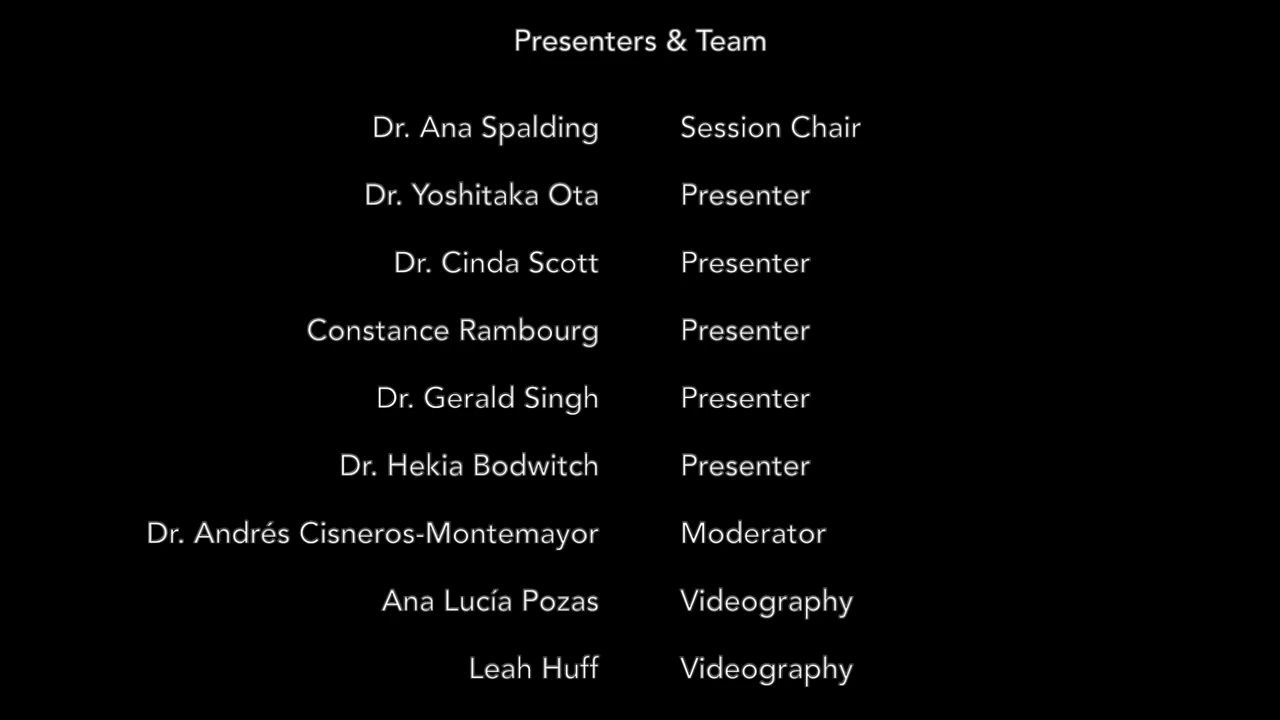 Presenters & Team
Dr. Ana Spalding Session Chair
Dr. Yoshitaka Ota Presenter
Dr. Cinda Scott Presenter
Constance Rambourg Presenter
Dr. Gerald Singh Presenter
Dr. Hekia Bodwitch Presenter
Dr. Andrés Cisneros-Montemayor Moderator
Ana Lucía Pozas Videography
Leah Huff Videography